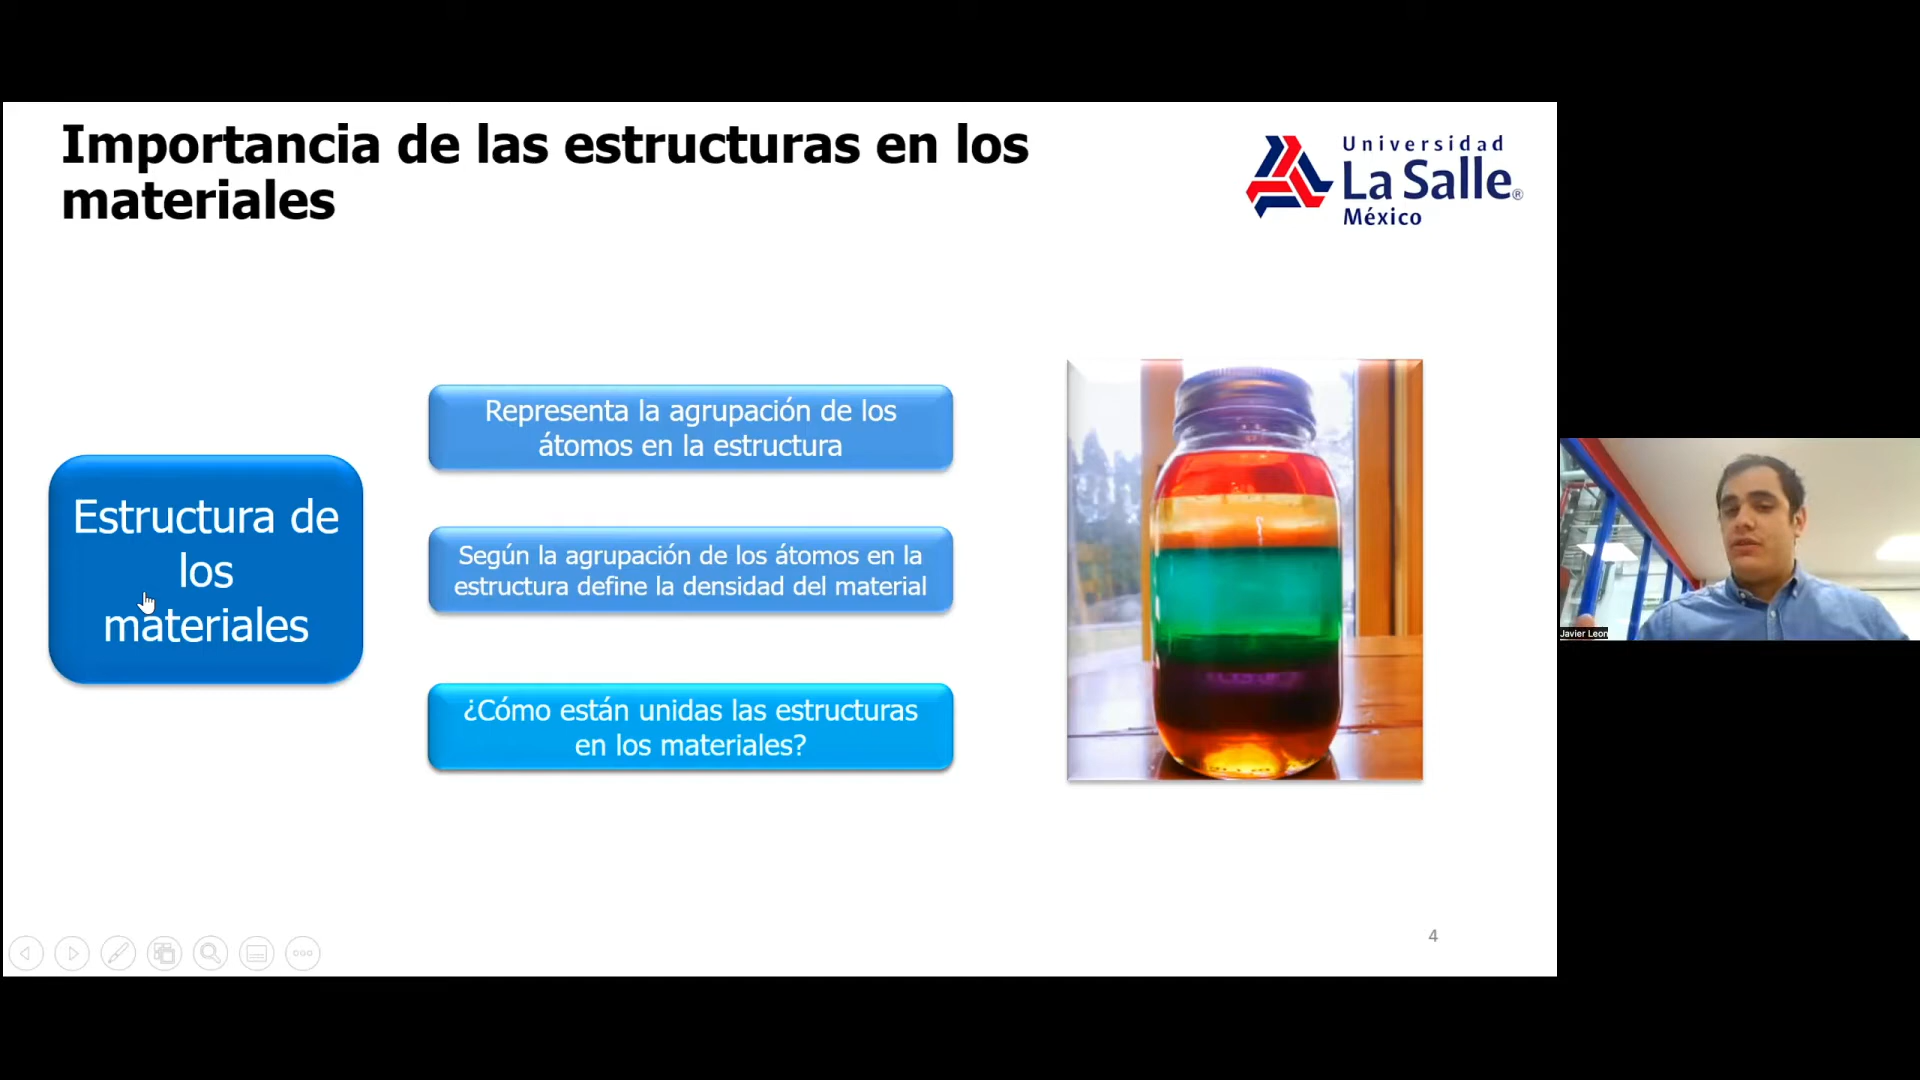 Importancia de las estructuras en los
materiales
Universidad
La Salle®
México
Estructura de
los
materiales
Representa la agrupación de los
átomos en la estructura
Según la agrupación de los átomos en la
estructura define la densidad del material
¿Cómo están unidas las estructuras
en los materiales?
Javier Leon
4